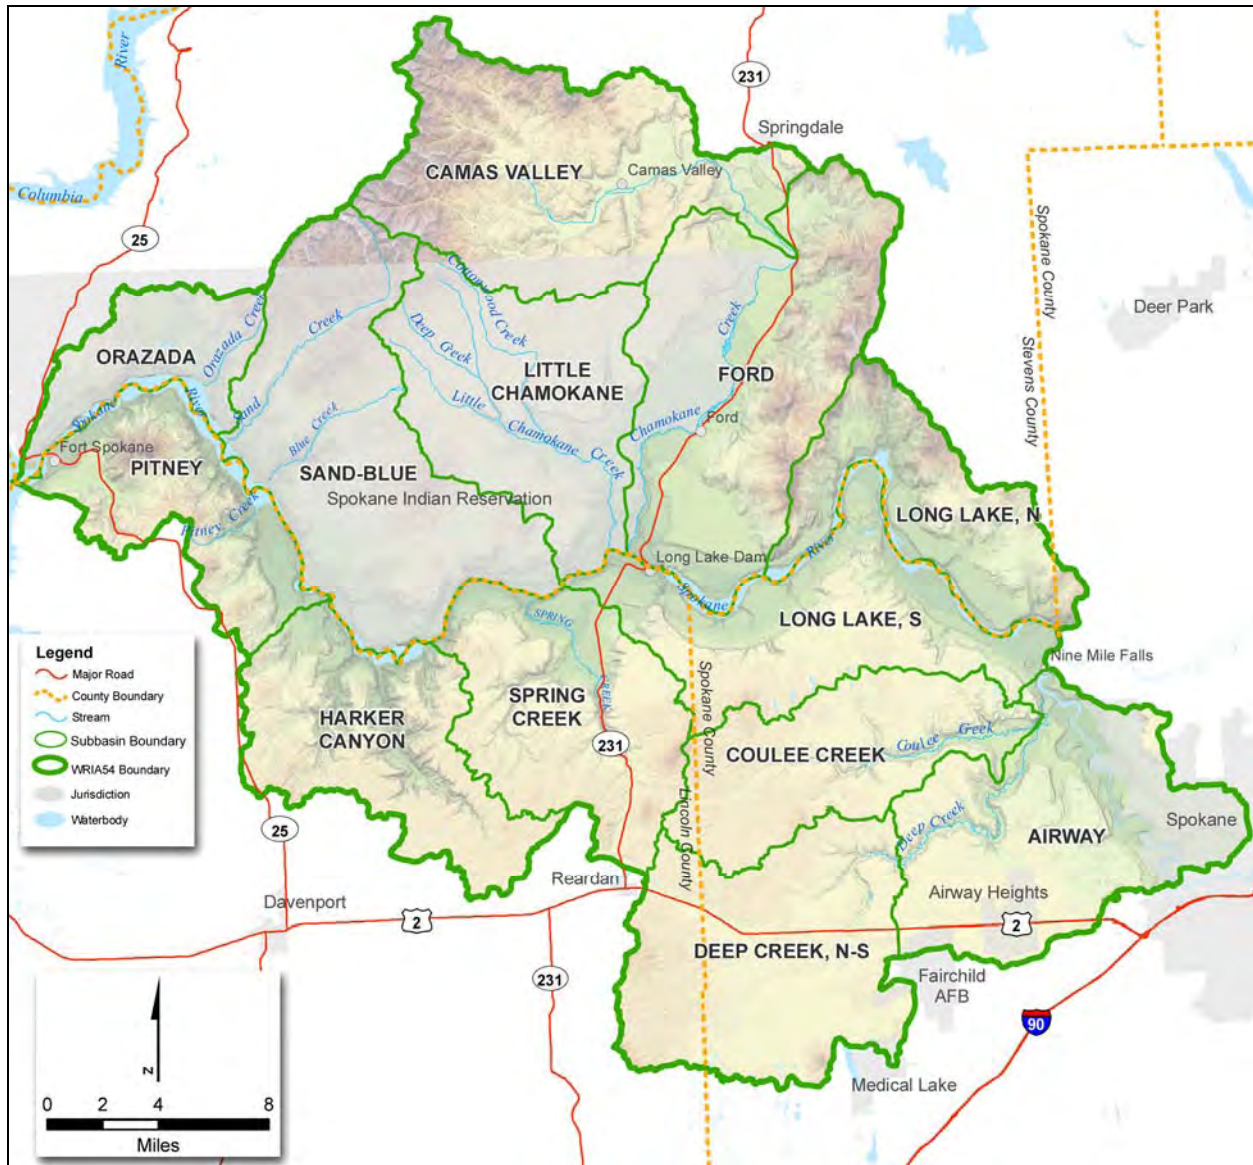 River
231
Springdale
CAMAS VALLEY
Camas Valley
Columbia
25
Spokane County
Stevens County
Deer Park
Cottonwood Creek
Orazada Creek
ORAZADA
Sand Creek
Deep Creek
LITTLE
CHAMOKANE
Creek
FORD
Spokane
River
Blue Creek
Little Chamokane Creek
Chamokane
Ford
Fort Spokane
PITNEY
SAND-BLUE
Spokane Indian Reservation
Pitney Creek
LONG LAKE, N
Long Lake Dam
River
Spokane
SPRING
CREEK
LONG LAKE, S
Nine Mile Falls
Legend
Major Road
County Boundary
Stream
Subbasin Boundary
WRIA54 Boundary
Jurisdiction
Waterbody
HARKER
CANYON
SPRING
CREEK
231
Spokane County
Lincoln County
COULEE CREEK
Coulee Creek
Deep Creek
AIRWAY
Spokane
25
Davenport
2
Reardan
Airway Heights
2
DEEP CREEK, N-S
Fairchild
AFB
231
90
Medical Lake
N
0 2 4 8
Miles